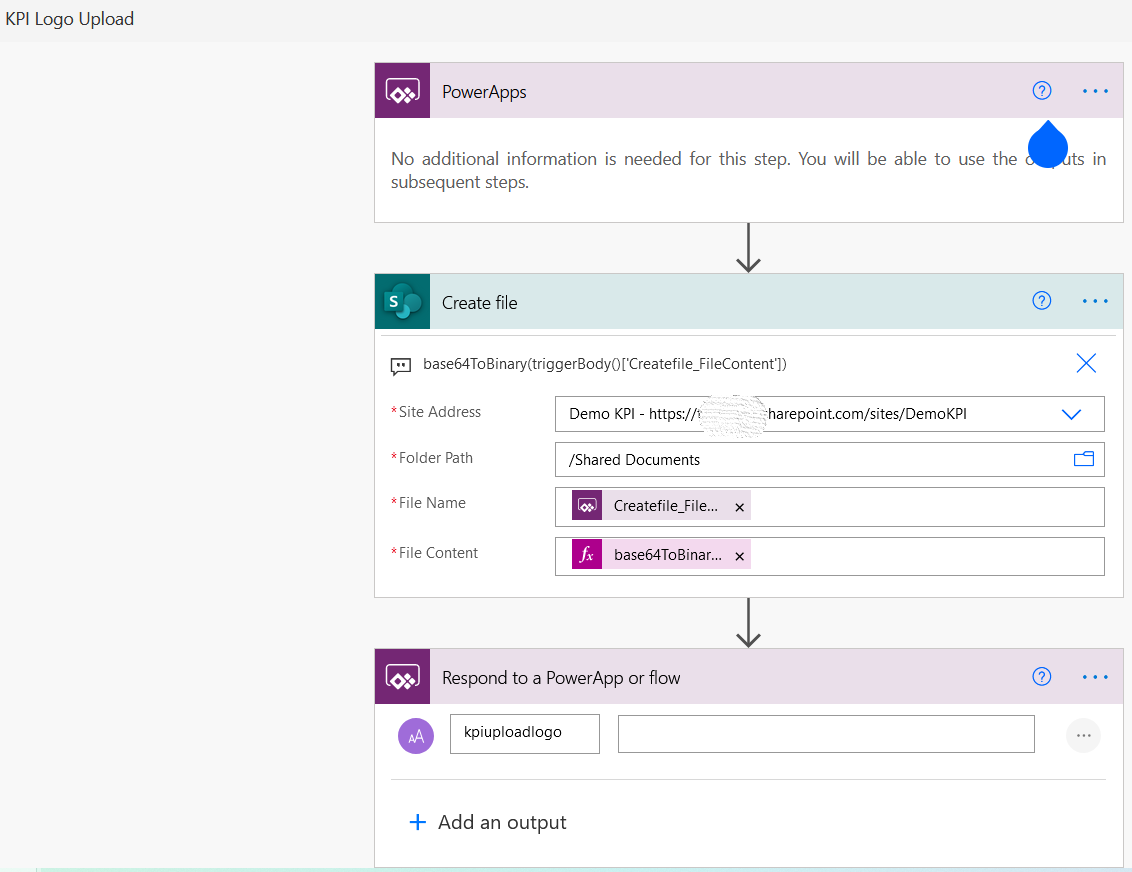 KPI Logo Upload
PowerApps
No additional information is needed for this step. You will be able to use the in
subsequent steps.
S
Create file
base64ToBinary(triggerBody()['Createfile_FileContent'])
*Site Address
Demo KPI - https:// harepoint.com/sites/DemoKPI
*Folder Path
/Shared Documents
*File Name
Createfile_File...
*File Content
fx
base64ToBinar...
Respond to a PowerApp or flow
AA
kpiuploadlogo
Add an output